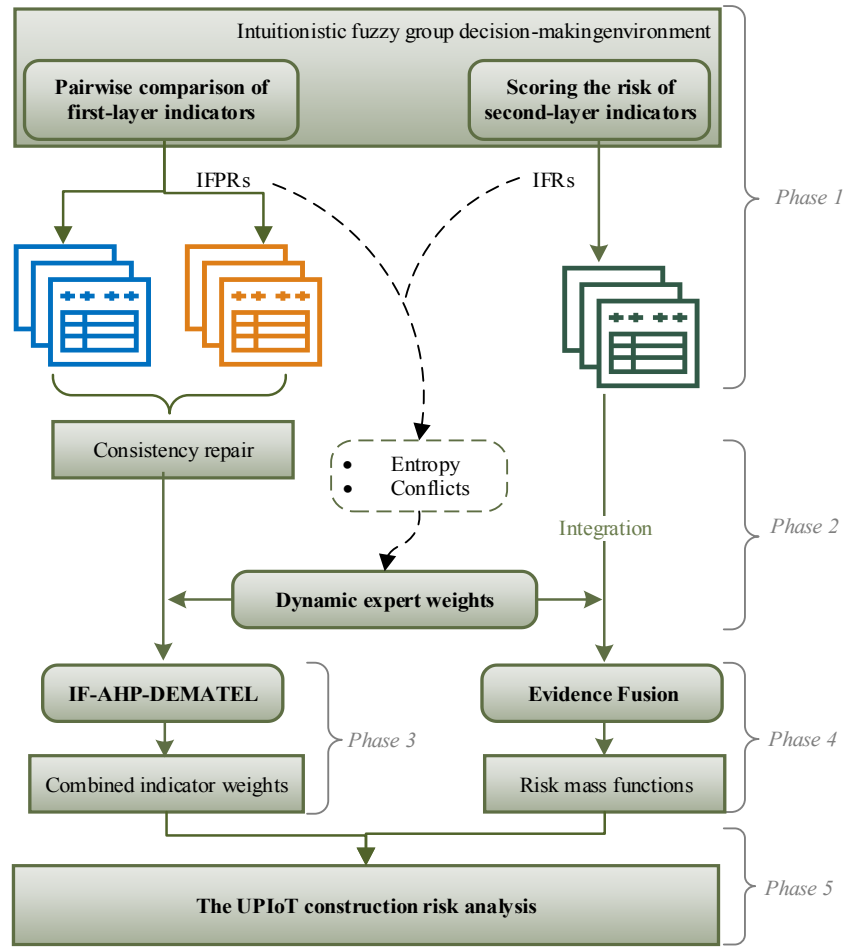 Intuitionistic fuzzy group decision-makingenvironment
Pairwise comparison of
first-layer indicators
Scoring the risk of
second-layer indicators
IFPRs
IFRs
Phase 1
Consistency repair
• Entropy
• Conflicts
Integration
Phase 2
Dynamic expert weights
IF-AHP-DEMATEL
Evidence Fusion
Phase 3
Phase 4
Combined indicator weights
Risk mass functions
The UPIoT construction risk analysis
Phase 5